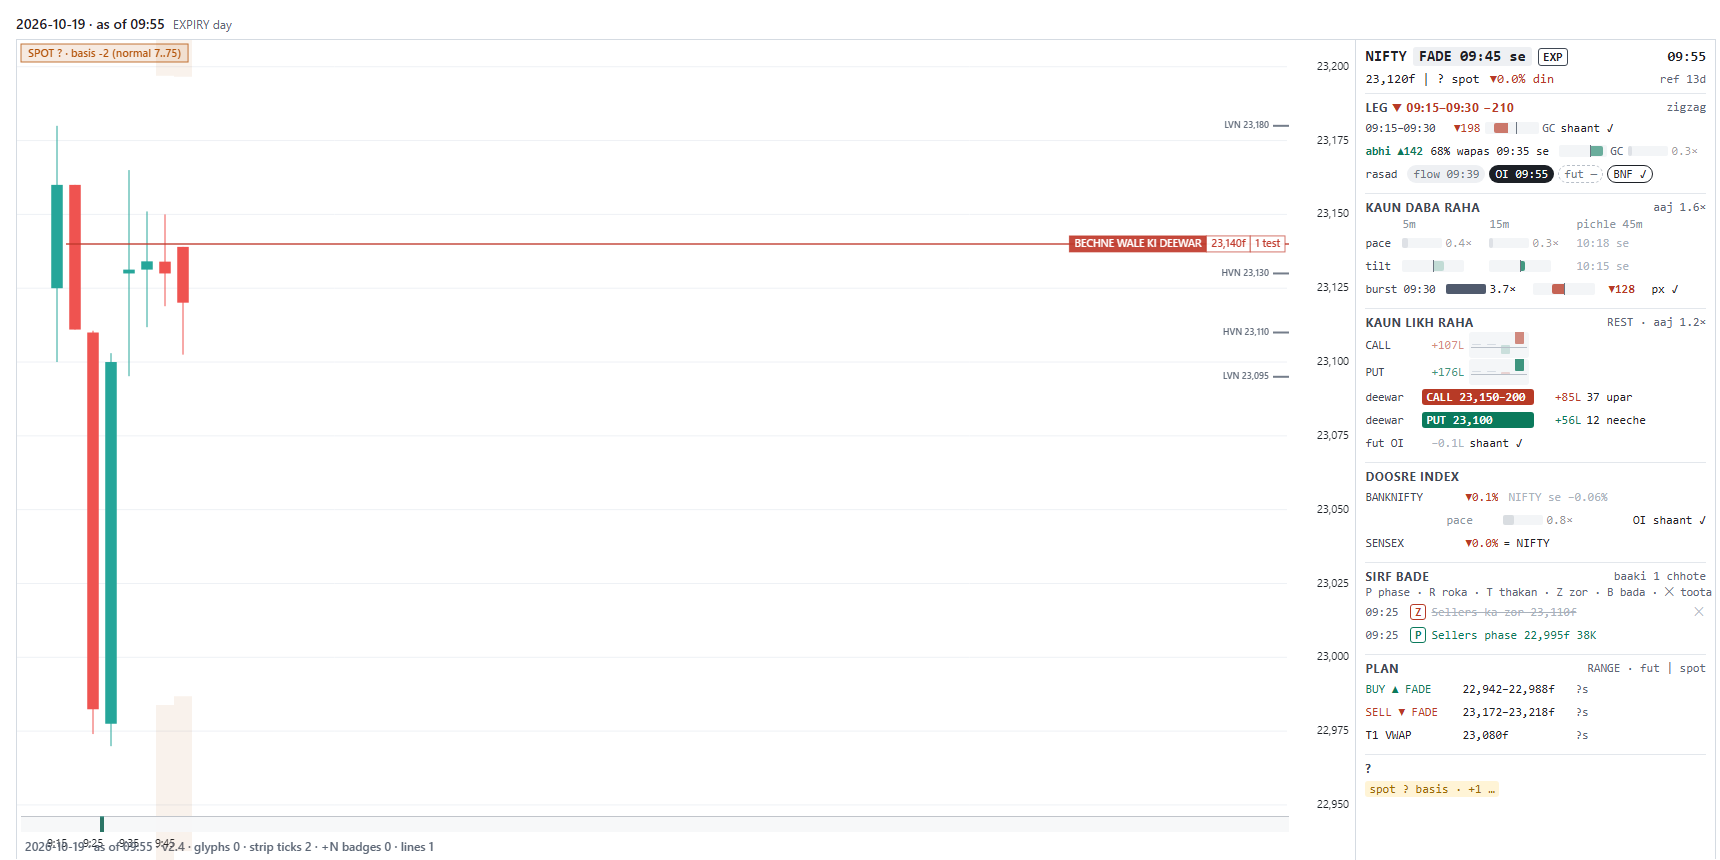 2026-10-19 · as of 09:55 EXPIRY day
SPOT ? · basis -2 (normal 7..75)
23,200
LVN 23,180
23,175
23,150
BECHNE WALE KI DEEWAR 23,140f 1 test
HVN 23,130
23,125
HVN 23,110
23,100
LVN 23,095
23,075
23,050
23,025
23,000
22,975
22,950
9:15 9:25 9:35 9:45
2026-10-19 · as of 09:55 · v2.4 · glyphs 0 · strip ticks 2 · +N badges 0 · lines 1
NIFTY FADE 09:45 se EXP 09:55
23,120f | ? spot ▼0.0% din ref 13d
LEG ▼ 09:15–09:30 −210 zigzag
09:15–09:30 ▼198 GC shaant ✓
abhi ▲142 68% wapas 09:35 se GC 0.3×
rasad flow 09:39 OI 09:55 fut — BNF ✓
KAUN DABA RAHA aaj 1.6×
5m 15m pichle 45m
pace 0.4× 0.3× 10:18 se
tilt 10:15 se
burst 09:30 3.7× ▼128 px ✓
KAUN LIKH RAHA REST · aaj 1.2×
CALL +107L
PUT +176L
deewar CALL 23,150–200 +85L 37 upar
deewar PUT 23,100 +56L 12 neeche
fut OI −0.1L shaant ✓
DOOSRE INDEX
BANKNIFTY ▼0.1% NIFTY se −0.06%
pace 0.8× OI shaant ✓
SENSEX ▼0.0% = NIFTY
SIRF BADE baaki 1 chhote
P phase · R roka · T thakan · Z zor · B bada · ✕ toota
09:25 Z Sellers ka zor 23,110f ✕
09:25 P Sellers phase 22,995f 38K
PLAN RANGE · fut | spot
BUY ▲ FADE 22,942–22,988f ?s
SELL ▼ FADE 23,172–23,218f ?s
T1 VWAP 23,080f ?s
?
spot ? basis · +1 …